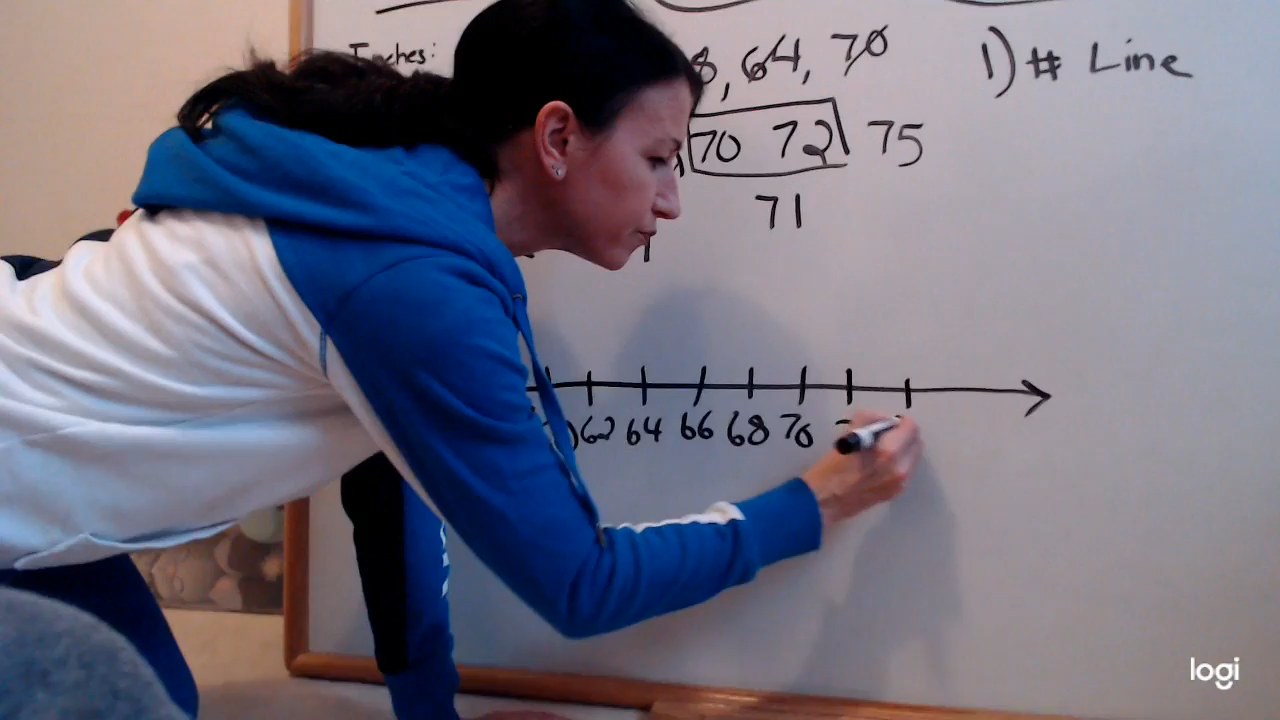 Inches: 8, 64, 70
1) # Line
70 72 75
71
62 64 66 68 70
logi